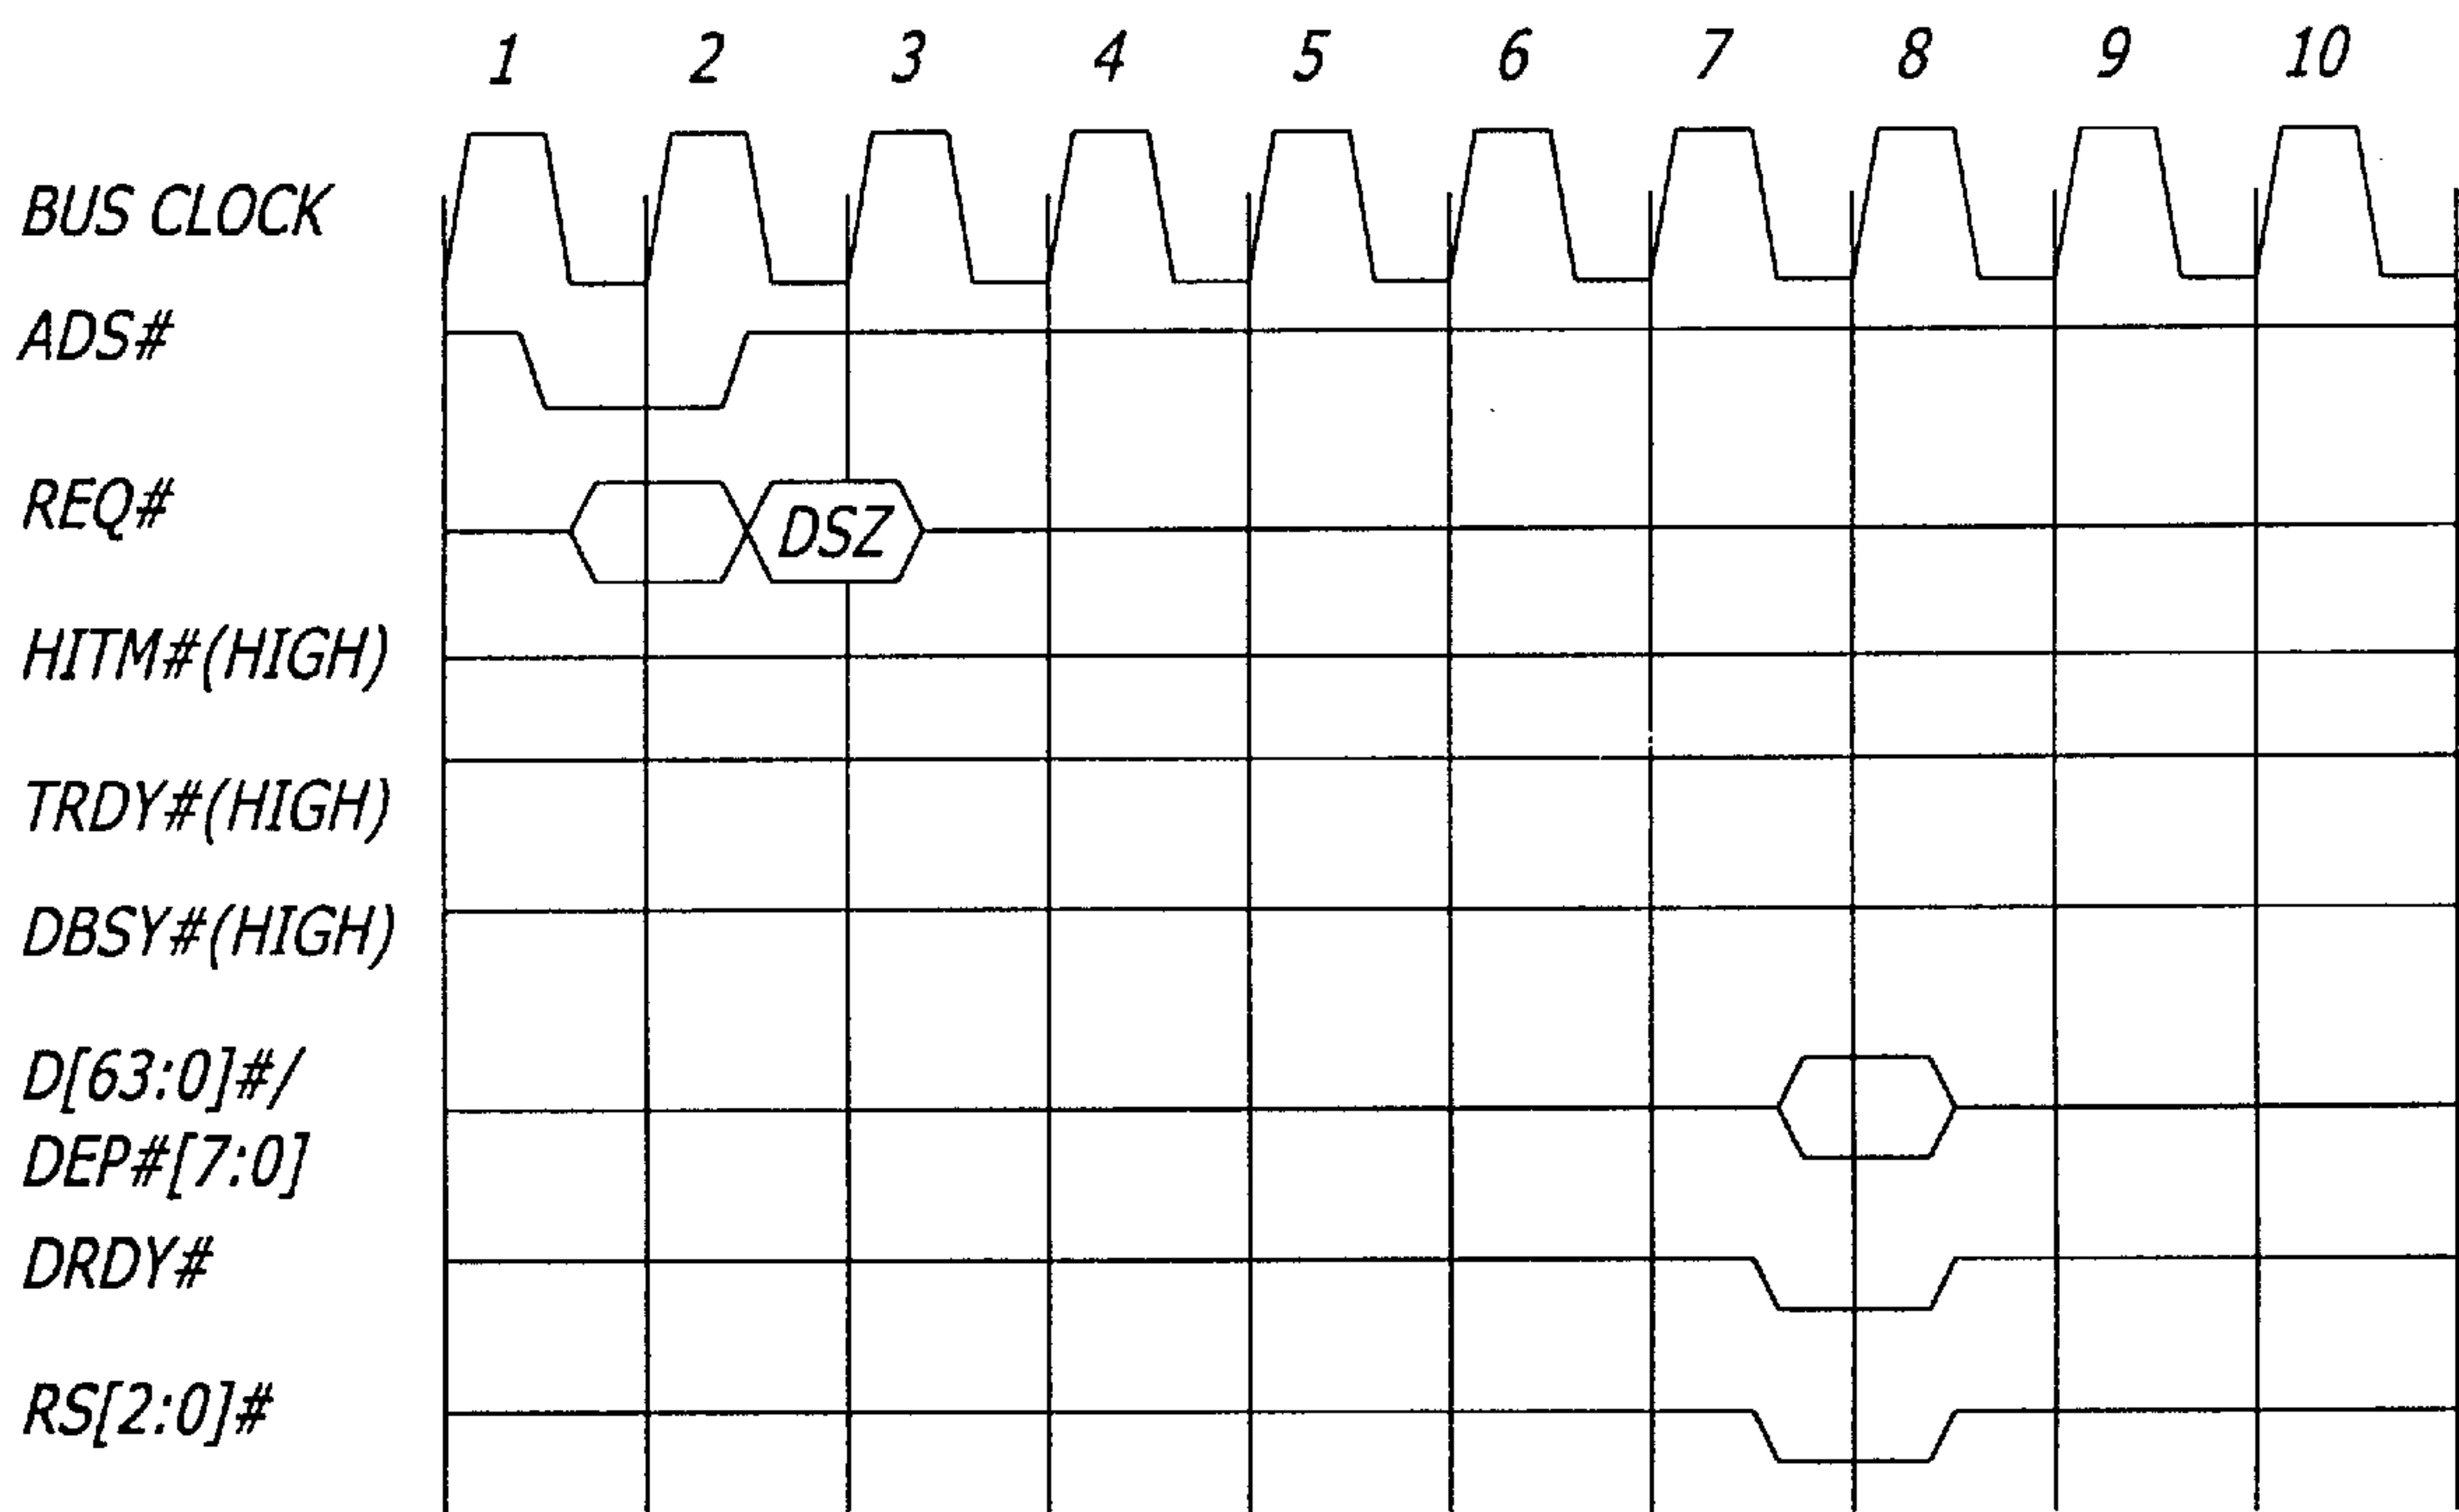 1 2 3 4 5 6 7 8 9 10
BUS CLOCK
ADS#
REQ#
DSZ
HITM#(HIGH)
TRDY#(HIGH)
DBSY#(HIGH)
D[63:0]#/
DEP#[7:0]
DRDY#
RS[2:0]#